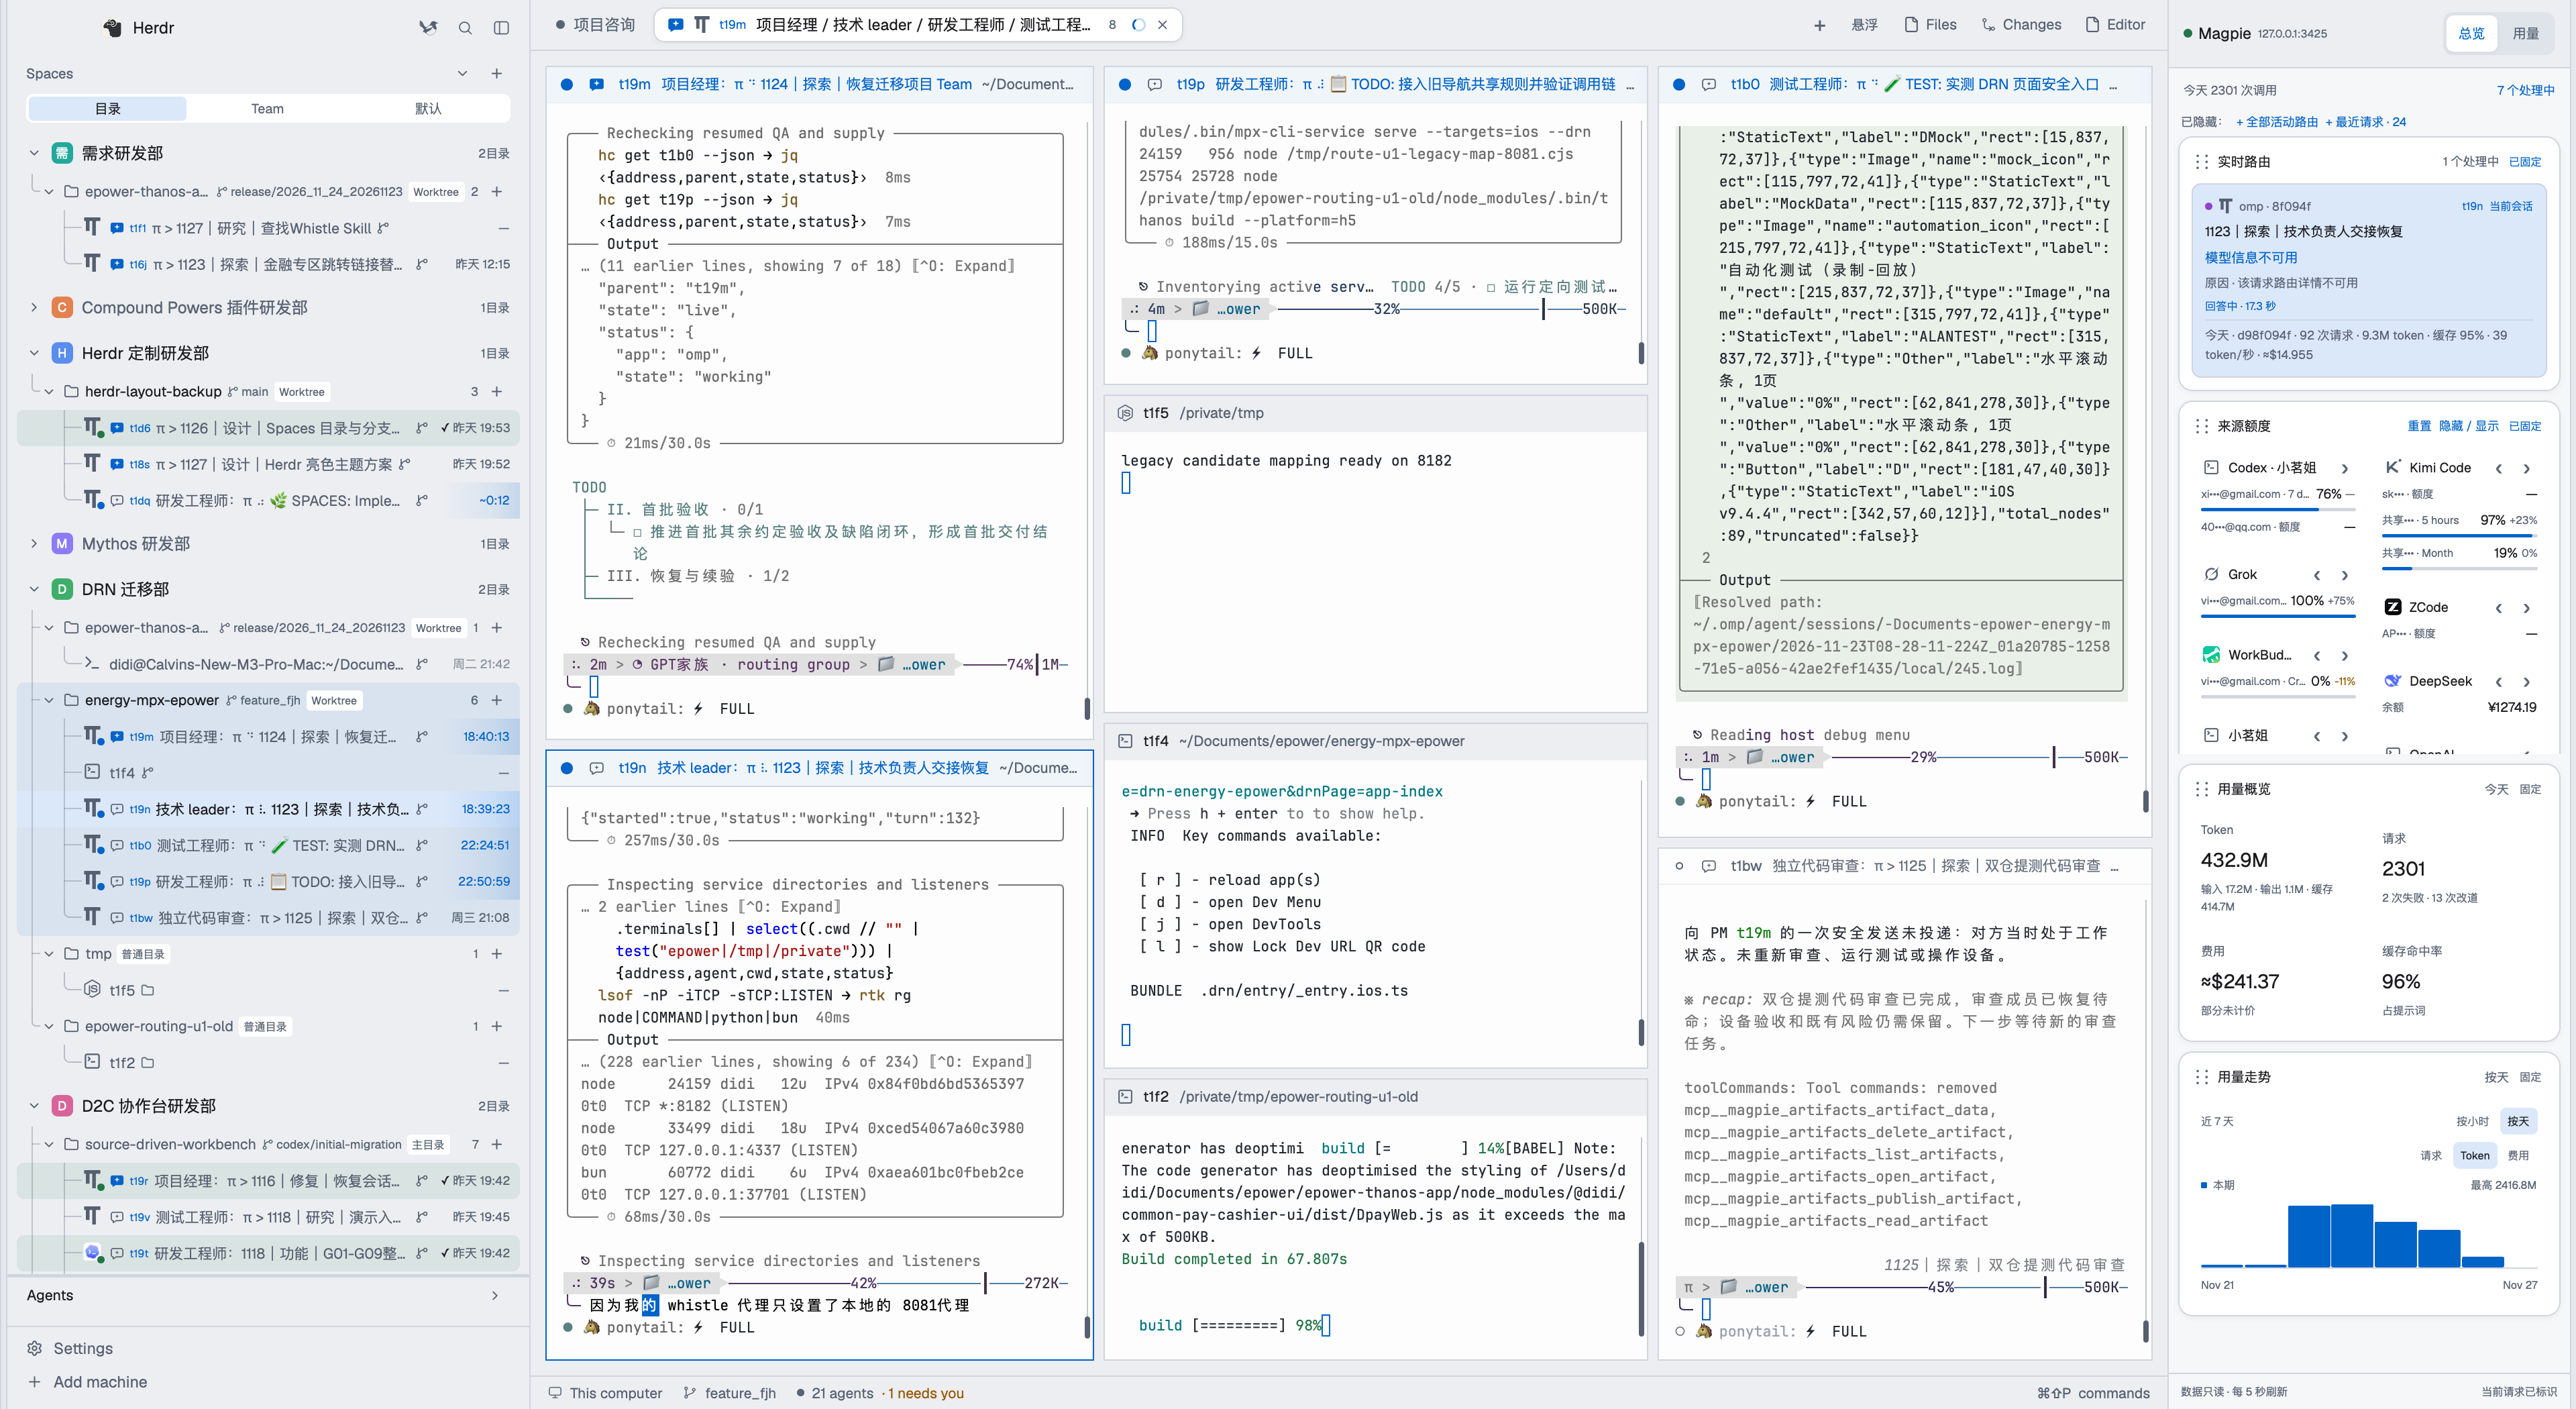 Herdr
Spaces
目录
Team
默认
需求研发部
2目录
epower-thanos-a... release/2026_11_24_20261123 Worktree 2 +
t1f1 π > 1127 | 研究 | 查找Whistle Skill
t16j π > 1123 | 探索 | 金融专区跳转链接替... 昨天 12:15
C Compound Powers 插件研发部 1目录
H Herdr 定制研发部 1目录
herdr-layout-backup main Worktree 3 +
t1d6 π > 1126 | 设计 | Spaces 目录与分支... ✓ 昨天 19:53
t18s π > 1127 | 设计 | Herdr 亮色主题方案 昨天 19:52
t1dq 研发工程师: π SPACES: Imple... ~0:12
M Mythos 研发部 1目录
D DRN 迁移部 2目录
epower-thanos-a... release/2026_11_24_20261123 Worktree 1 +
didi@Calvins-New-M3-Pro-Mac:~/Docume... 周二 21:42
energy-mpx-epower feature_fjh Worktree 6 +
t19m 项目经理: π 1124 | 探索 | 恢复迁... 18:40:13
t1f4 —
t19n 技术 leader: π 1123 | 探索 | 技术负... 18:39:23
t1b0 测试工程师: π TEST: 实测 DRN... 22:24:51
t19p 研发工程师: π TODO: 接入旧导... 22:50:59
t1bw 独立代码审查: π > 1125 | 探索 | 双仓... 周三 21:08
tmp 普通目录 1 +
t1f5 —
epower-routing-u1-old 普通目录 1 +
t1f2 —
D D2C 协作台研发部 2目录
source-driven-workbench codex/initial-migration 主目录 7 +
t19r 项目经理: π > 1116 | 修复 | 恢复会话... ✓ 昨天 19:42
t19v 测试工程师: π > 1118 | 研究 | 演示入... 昨天 19:45
t19t 研发工程师: 1118 | 功能 | G01-G09整... ✓ 昨天 19:42
Agents
Settings
+ Add machine
项目咨询
t19m 项目经理 / 技术 leader / 研发工程师 / 测试工程... 8
+ 悬浮 Files Changes Editor
t19m 项目经理: π 1124 | 探索 | 恢复迁移项目 Team ~/Document...
Rechecking resumed QA and supply
hc get t1b0 --json → jq
‹{address,parent,state,status}› 8ms
hc get t19p --json → jq
‹{address,parent,state,status}› 7ms
Output
… (11 earlier lines, showing 7 of 18) ⟦^O: Expand⟧
"parent": "t19m",
"state": "live",
"status": {
"app": "omp",
"state": "working"
}
}
21ms/30.0s
TODO
II. 首批验收 · 0/1
□ 推进首批其余约定验收及缺陷闭环, 形成首批交付结
论
III. 恢复与续验 · 1/2
Rechecking resumed QA and supply
2m > GPT家族 · routing group > …ower 74% 1M
ponytail: ⚡ FULL
t19n 技术 leader: π 1123 | 探索 | 技术负责人交接恢复 ~/Docume...
{"started":true,"status":"working","turn":132}
257ms/30.0s
Inspecting service directories and listeners
… 2 earlier lines ⟦^O: Expand⟧
.terminals[] | select((.cwd // "" |
test("epower|/tmp|/private"))) |
{address,agent,cwd,state,status}
lsof -nP -iTCP -sTCP:LISTEN → rtk rg
node|COMMAND|python|bun 40ms
Output
… (228 earlier lines, showing 6 of 234) ⟦^O: Expand⟧
node 24159 didi 12u IPv4 0x84f0bd6bd5365397
0t0 TCP *:8182 (LISTEN)
node 33499 didi 18u IPv4 0xced54067a60c3980
0t0 TCP 127.0.0.1:4337 (LISTEN)
bun 60772 didi 6u IPv4 0xaea601bc0fbeb2ce
0t0 TCP 127.0.0.1:37701 (LISTEN)
68ms/30.0s
Inspecting service directories and listeners
39s > …ower 42% 272K
因为我的 whistle 代理只设置了本地的 8081代理
ponytail: ⚡ FULL
t19p 研发工程师: π TODO: 接入旧导航共享规则并验证调用链 ...
dules/.bin/mpx-cli-service serve --targets=ios --drn
24159 956 node /tmp/route-u1-legacy-map-8081.cjs
25754 25728 node
/private/tmp/epower-routing-u1-old/node_modules/.bin/t
hanos build --platform=h5
188ms/15.0s
Inventorying active serv… TODO 4/5 · □ 运行定向测试…
4m > …ower 32% 500K
ponytail: ⚡ FULL
t1f5 /private/tmp
legacy candidate mapping ready on 8182
t1f4 ~/Documents/epower/energy-mpx-epower
e=drn-energy-epower&drnPage=app-index
→ Press h + enter to to show help.
INFO Key commands available:
[ r ] - reload app(s)
[ d ] - open Dev Menu
[ j ] - open DevTools
[ l ] - show Lock Dev URL QR code
BUNDLE .drn/entry/_entry.ios.ts
t1f2 /private/tmp/epower-routing-u1-old
enerator has deoptimi build [= ] 14%[BABEL] Note:
The code generator has deoptimised the styling of /Users/d
idi/Documents/epower/epower-thanos-app/node_modules/@didi/
common-pay-cashier-ui/dist/DpayWeb.js as it exceeds the ma
x of 500KB.
Build completed in 67.807s
build [=========] 98%
t1b0 测试工程师: π TEST: 实测 DRN 页面安全入口 ...
:"StaticText","label":"DMock","rect":[15,837,
72,37]},{"type":"Image","name":"mock_icon","r
ect":[115,797,72,41]},{"type":"StaticText","l
abel":"MockData","rect":[115,837,72,37]},{"ty
pe":"Image","name":"automation_icon","rect":[
215,797,72,41]},{"type":"StaticText","label":
"自动化测试 (录制-回放)
","rect":[215,837,72,37]},{"type":"Image","na
me":"default","rect":[315,797,72,41]},{"type"
:"StaticText","label":"ALANTEST","rect":[315,
837,72,37]},{"type":"Other","label":"水平滚动
条, 1页
","value":"0%","rect":[62,841,278,30]},{"type
":"Other","label":"水平滚动条, 1页
","value":"0%","rect":[62,841,278,30]},{"type
":"Button","label":"D","rect":[181,47,40,30]}
,{"type":"StaticText","label":"iOS
v9.4.4","rect":[342,57,60,12]}],"total_nodes"
:89,"truncated":false}}
2
Output
⟦Resolved path:
~/.omp/agent/sessions/-Documents-epower-energy-m
px-epower/2026-11-23T08-28-11-224Z_01a20785-1258
-71e5-a056-42ae2fef1435/local/245.log⟧
Reading host debug menu
1m > …ower 29% 500K
ponytail: ⚡ FULL
t1bw 独立代码审查: π > 1125 | 探索 | 双仓提测代码审查 ...
向 PM t19m 的一次安全发送未投递: 对方当时处于工作
状态。未重新审查、运行测试或操作设备。
※ recap: 双仓提测代码审查已完成, 审查成员已恢复待
命; 设备验收和既有风险仍需保留。下一步等待新的审查
任务。
toolCommands: Tool commands: removed
mcp__magpie_artifacts_artifact_data,
mcp__magpie_artifacts_delete_artifact,
mcp__magpie_artifacts_list_artifacts,
mcp__magpie_artifacts_open_artifact,
mcp__magpie_artifacts_publish_artifact,
mcp__magpie_artifacts_read_artifact
1125 | 探索 | 双仓提测代码审查
π > …ower 45% 500K
ponytail: ⚡ FULL
This computer feature_fjh 21 agents · 1 needs you
⌘⇧P commands
Magpie 127.0.0.1:3425 总览 用量
今天 2301 次调用 7 个处理中
已隐藏: + 全部活动路由 + 最近请求 · 24
实时路由 1 个处理中 已固定
omp · 8f094f t19n 当前会话
1123 | 探索 | 技术负责人交接恢复
模型信息不可用
原因 · 该请求路由详情不可用
回答中 · 17.3 秒
今天 · d98f094f · 92 次请求 · 9.3M token · 缓存 95% · 39
token/秒 · ≈$14.955
来源额度 重置 隐藏 / 显示 已固定
Codex · 小茗姐
xi•••@gmail.com · 7 d... 76% —
40•••@qq.com · 额度 —
Kimi Code
sk••• · 额度 —
共享••• · 5 hours 97% +23%
共享••• · Month 19% 0%
Grok
vi•••@gmail.com... 100% +75%
ZCode
AP••• · 额度 —
WorkBud...
vi•••@gmail.com · Cr... 0% -11%
DeepSeek
余额 ¥1274.19
小茗姐
用量概览 今天 固定
Token
432.9M
输入 17.2M · 输出 1.1M · 缓存
414.7M
请求
2301
2 次失败 · 13 次改道
费用
≈$241.37
部分未计价
缓存命中率
96%
占提示词
用量走势 按天 固定
近 7 天 按小时 按天
请求 Token 费用
本期 最高 2416.8M
Nov 21 Nov 27
数据只读 · 每 5 秒刷新 当前请求已标识